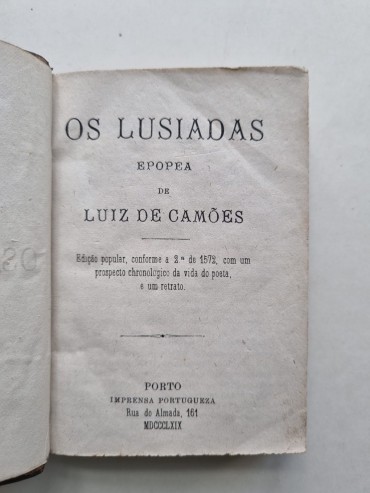 OS LUSIADAS
EPOPEA
DE
LUIZ DE CAMÕES
Edição popular, conforme a 2.ª de 1572, com um
prospecto chronologico da vida do poeta,
e um retrato.
PORTO
IMPRENSA PORTUGUEZA
Rua do Almada, 161
MDCCCLXIX